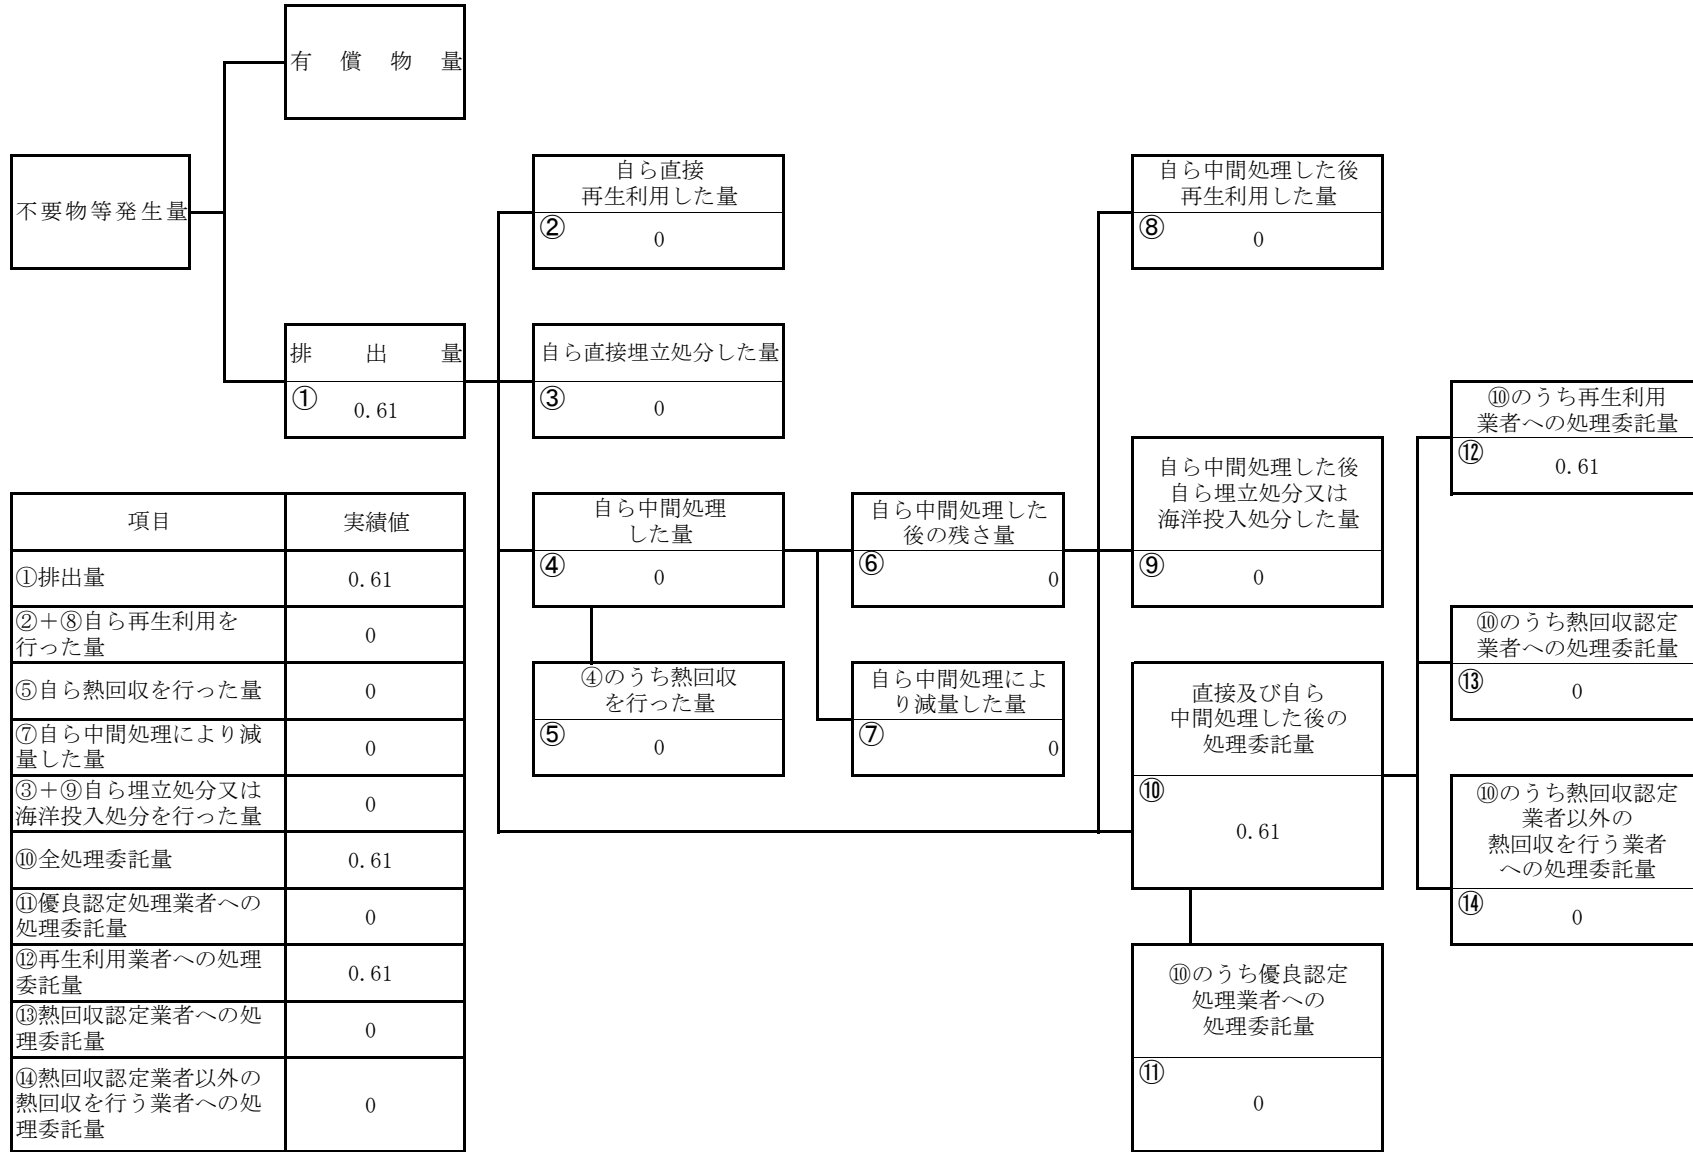 有償物量
不要物等発生量
排出量
①
0.61
自ら直接
再生利用した量
②
0
自ら直接埋立処分した量
③
0
自ら中間処理
した量
④
0
④のうち熱回収
を行った量
⑤
0
自ら中間処理した
後の残さ量
⑥
0
自ら中間処理によ
り減量した量
⑦
0
自ら中間処理した後
再生利用した量
⑧
0
自ら中間処理した後
自ら埋立処分又は
海洋投入処分した量
⑨
0
直接及び自ら
中間処理した後の
処理委託量
⑩
0.61
⑩のうち優良認定
処理業者への
処理委託量
⑪
0
⑩のうち再生利用
業者への処理委託量
⑫
0.61
⑩のうち熱回収認定
業者への処理委託量
⑬
0
⑩のうち熱回収認定
業者以外の
熱回収を行う業者
への処理委託量
⑭
0
項目
実績値
①排出量
0.61
②＋⑧自ら再生利用を
行った量
0
⑤自ら熱回収を行った量
0
⑦自ら中間処理により減
量した量
0
③＋⑨自ら埋立処分又は
海洋投入処分を行った量
0
⑩全処理委託量
0.61
⑪優良認定処理業者への
処理委託量
0
⑫再生利用業者への処理
委託量
0.61
⑬熱回収認定業者への処
理委託量
0
⑭熱回収認定業者以外の
熱回収を行う業者への処
理委託量
0